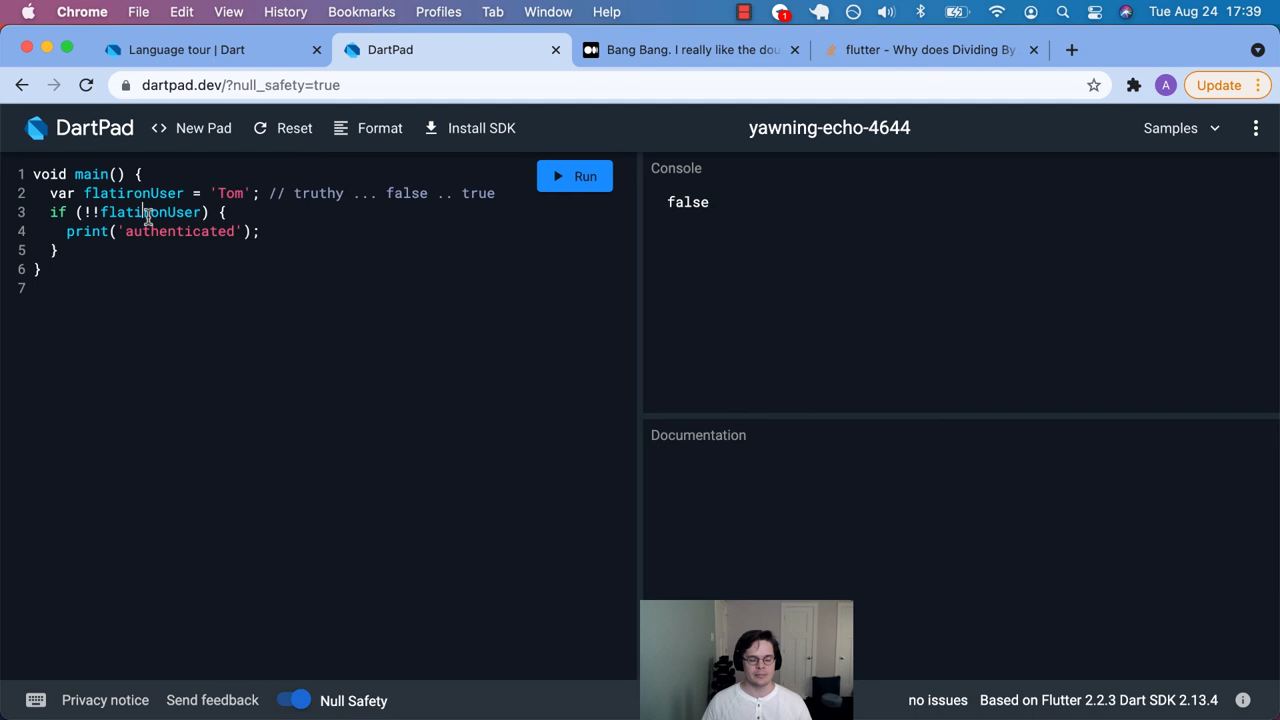 Chrome File Edit View History Bookmarks Profiles Tab Window Help 1 Tue Aug 24 17:39
Language tour | Dart DartPad Bang Bang. I really like the dou flutter - Why does Dividing By
dartpad.dev/?null_safety=true A Update
DartPad <> New Pad Reset Format Install SDK yawning-echo-4644 Samples
1 void main() {
2 var flatironUser = 'Tom'; // truthy ... false .. true
3 if (!!flatironUser) {
4 print('authenticated');
5 }
6 }
7
Run
Console
false
Documentation
Privacy notice Send feedback Null Safety no issues Based on Flutter 2.2.3 Dart SDK 2.13.4